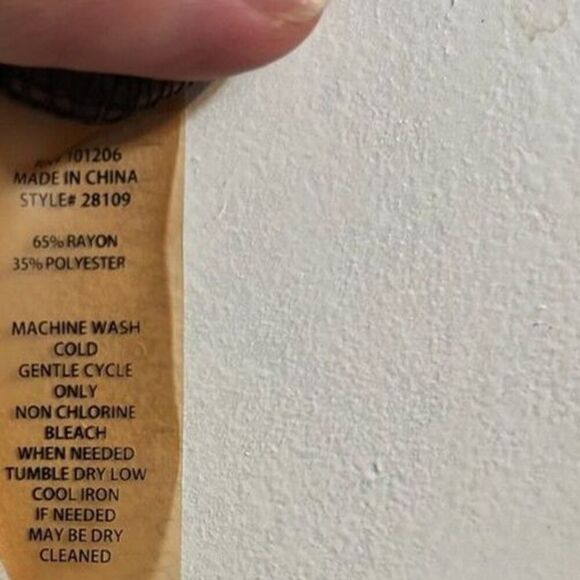 101206
MADE IN CHINA
STYLE# 28109
65% RAYON
35% POLYESTER
MACHINE WASH
COLD
GENTLE CYCLE
ONLY
NON CHLORINE
BLEACH
WHEN NEEDED
TUMBLE DRY LOW
COOL IRON
IF NEEDED
MAY BE DRY
CLEANED